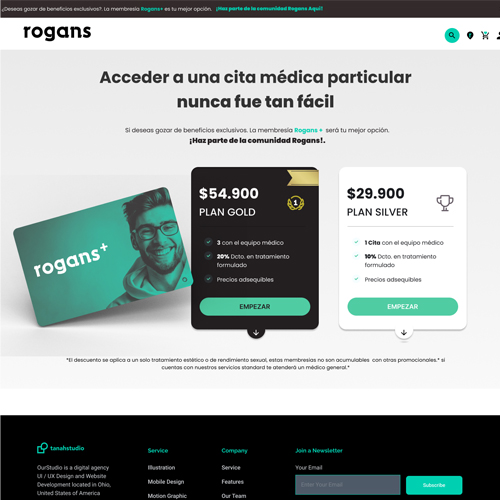 ¿Deseas gozar de beneficios exclusivos?: La membresía Rogans+ es tu mejor opción. ¡Haz parte de la comunidad Rogans Aquí!
rogans
Acceder a una cita médica particular
nunca fue tan fácil
Si deseas gozar de beneficios exclusivos. La membresía Rogans + será tu mejor opción.
¡Haz parte de la comunidad Rogans!.
rogans+
$54.900
PLAN GOLD
1
3 con el equipo médico
20% Dcto. en tratamiento
formulado
Precios adsequibles
EMPEZAR
$29.900
PLAN SILVER
1 Cita con el equipo médico
10% Dcto. en tratamiento
formulado
Precios adsequibles
EMPEZAR
*El descuento se aplica a un solo tratamiento estético o de rendimiento sexual, estas membresías no son acumulables con otras promocionales.* si
cuentas con nuestros servicios standard te atenderá un médico general.*
tanahstudio
OurStudio is a digital agency
UI / UX Design and Website
Development located in Ohio,
United States of America
Service
Illustration
Mobile Design
Motion Graphic
Company
Service
Features
Our Team
Join a Newsletter
Your Email
Enter Your Email
Subscribe